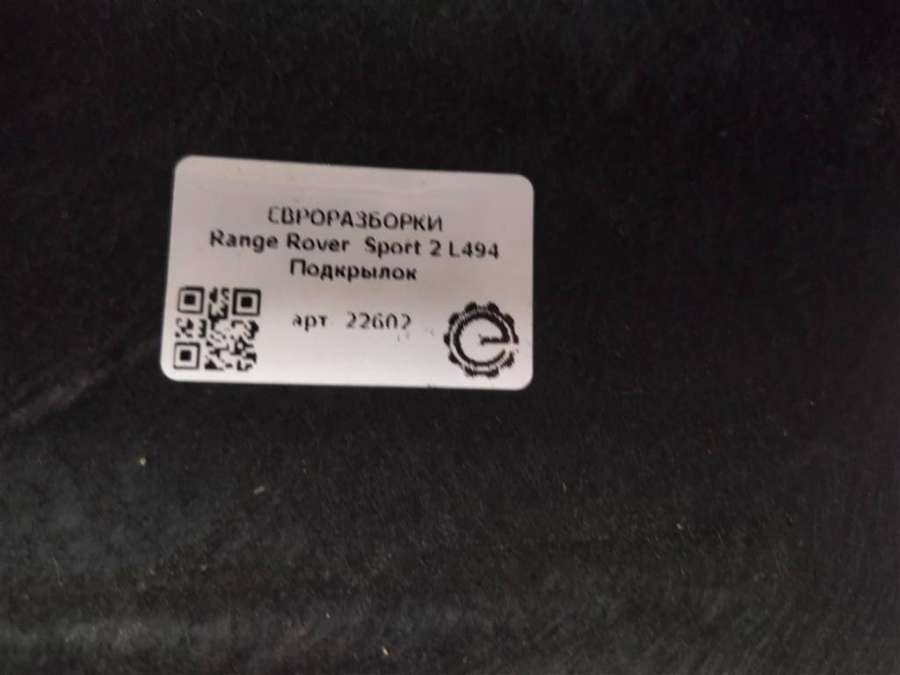 ЕВРОРАЗБОРКИ
Range Rover Sport 2 L494
Подкрылок
арт 22602